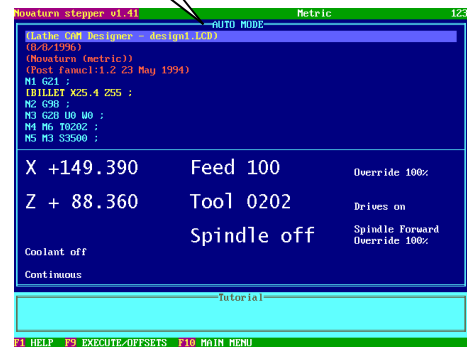 Novaturn stepper v1.41 Metric 123
AUTO MODE
(Lathe CAM Designer - design1.LCD)
(8/8/1996)
(Novaturn (metric))
(Post fanucl:1.2 23 May 1994)
N1 G21 ;
[BILLET X25.4 Z55 ;
N2 G98 ;
N3 G28 U0 W0 ;
N4 M6 T0202 ;
N5 M3 S3500 ;
X +149.390 Feed 100 Override 100%
Z + 88.360 Tool 0202 Drives on
Spindle off Spindle Forward
Override 100%
Coolant off
Continuous
Tutorial
F1 HELP F9 EXECUTE/OFFSETS F10 MAIN MENU